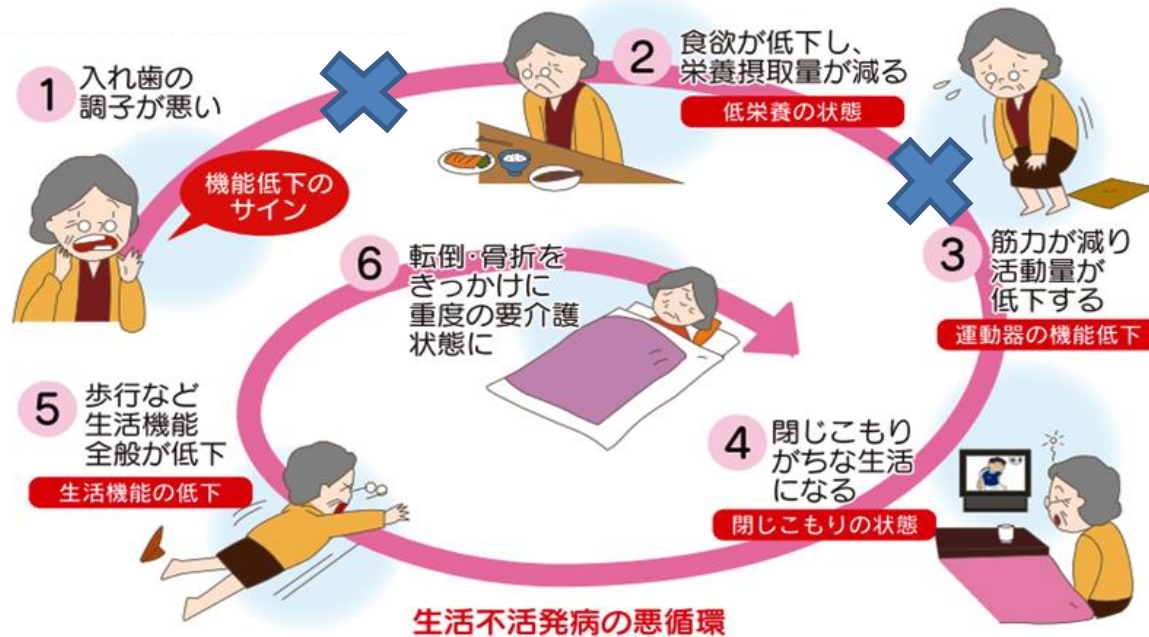 1
入れ歯の
調子が悪い
機能低下の
サイン
2
食欲が低下し、
栄養摂取量が減る
低栄養の状態
3
筋力が減り
活動量が
低下する
運動器の機能低下
4
閉じこもり
がちな生活
になる
閉じこもりの状態
5
歩行など
生活機能
全般が低下
生活機能の低下
6
転倒・骨折を
きっかけに
重度の要介護
状態に
生活不活発病の悪循環